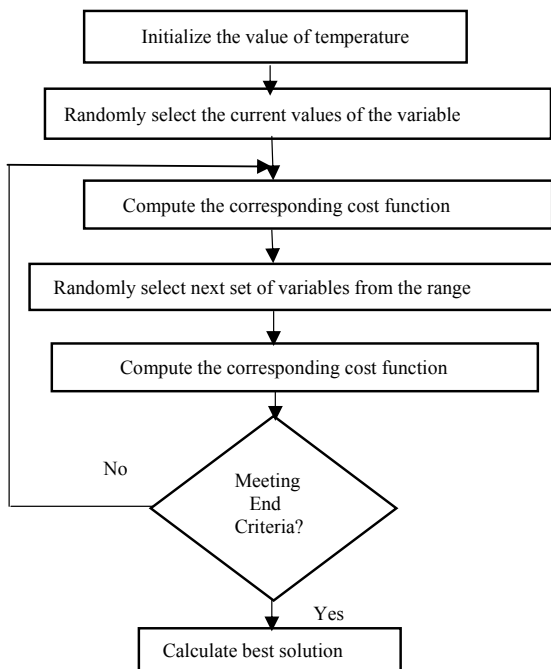 Initialize the value of temperature
Randomly select the current values of the variable
Compute the corresponding cost function
Randomly select next set of variables from the range
Compute the corresponding cost function
No
Meeting
End
Criteria?
Yes
Calculate best solution